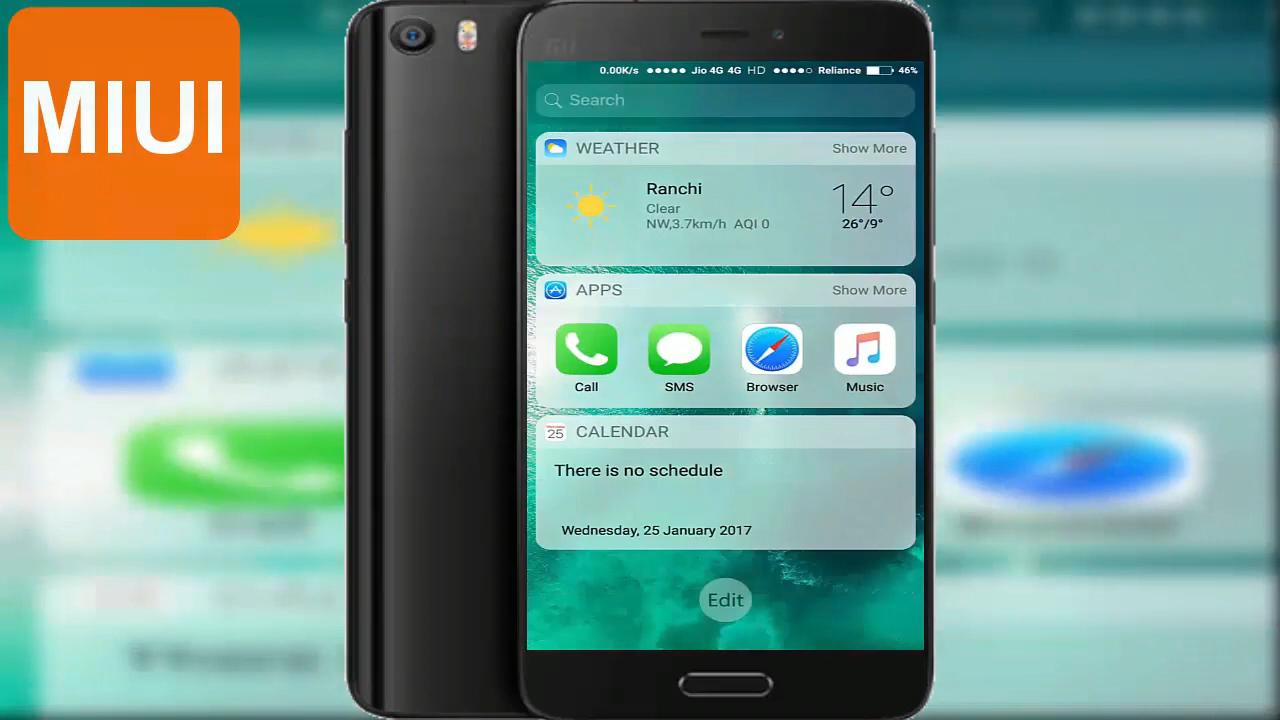 MIUI
mi
0.00K/s Jio 4G 4G HD Reliance 46%
Search
WEATHER Show More
Ranchi
14°
Clear
NW,3.7km/h AQI 0
26°/9°
APPS Show More
Call SMS Browser Music
25 CALENDAR
There is no schedule
Wednesday, 25 January 2017
Edit